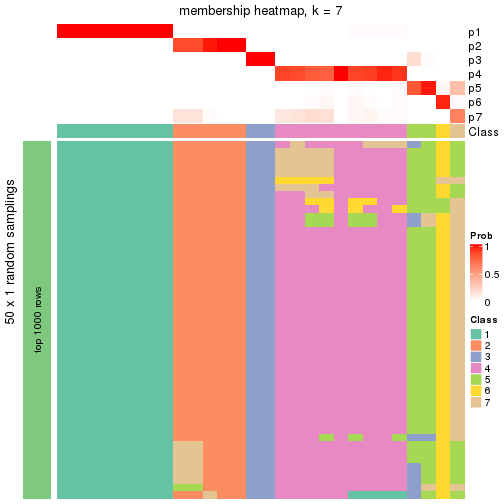 membership heatmap, k = 7
p1
p2
p3
p4
p5
p6
p7
Class
50 x 1 random samplings
top 1000 rows
Prob
1
0.5
0
Class
1
2
3
4
5
6
7